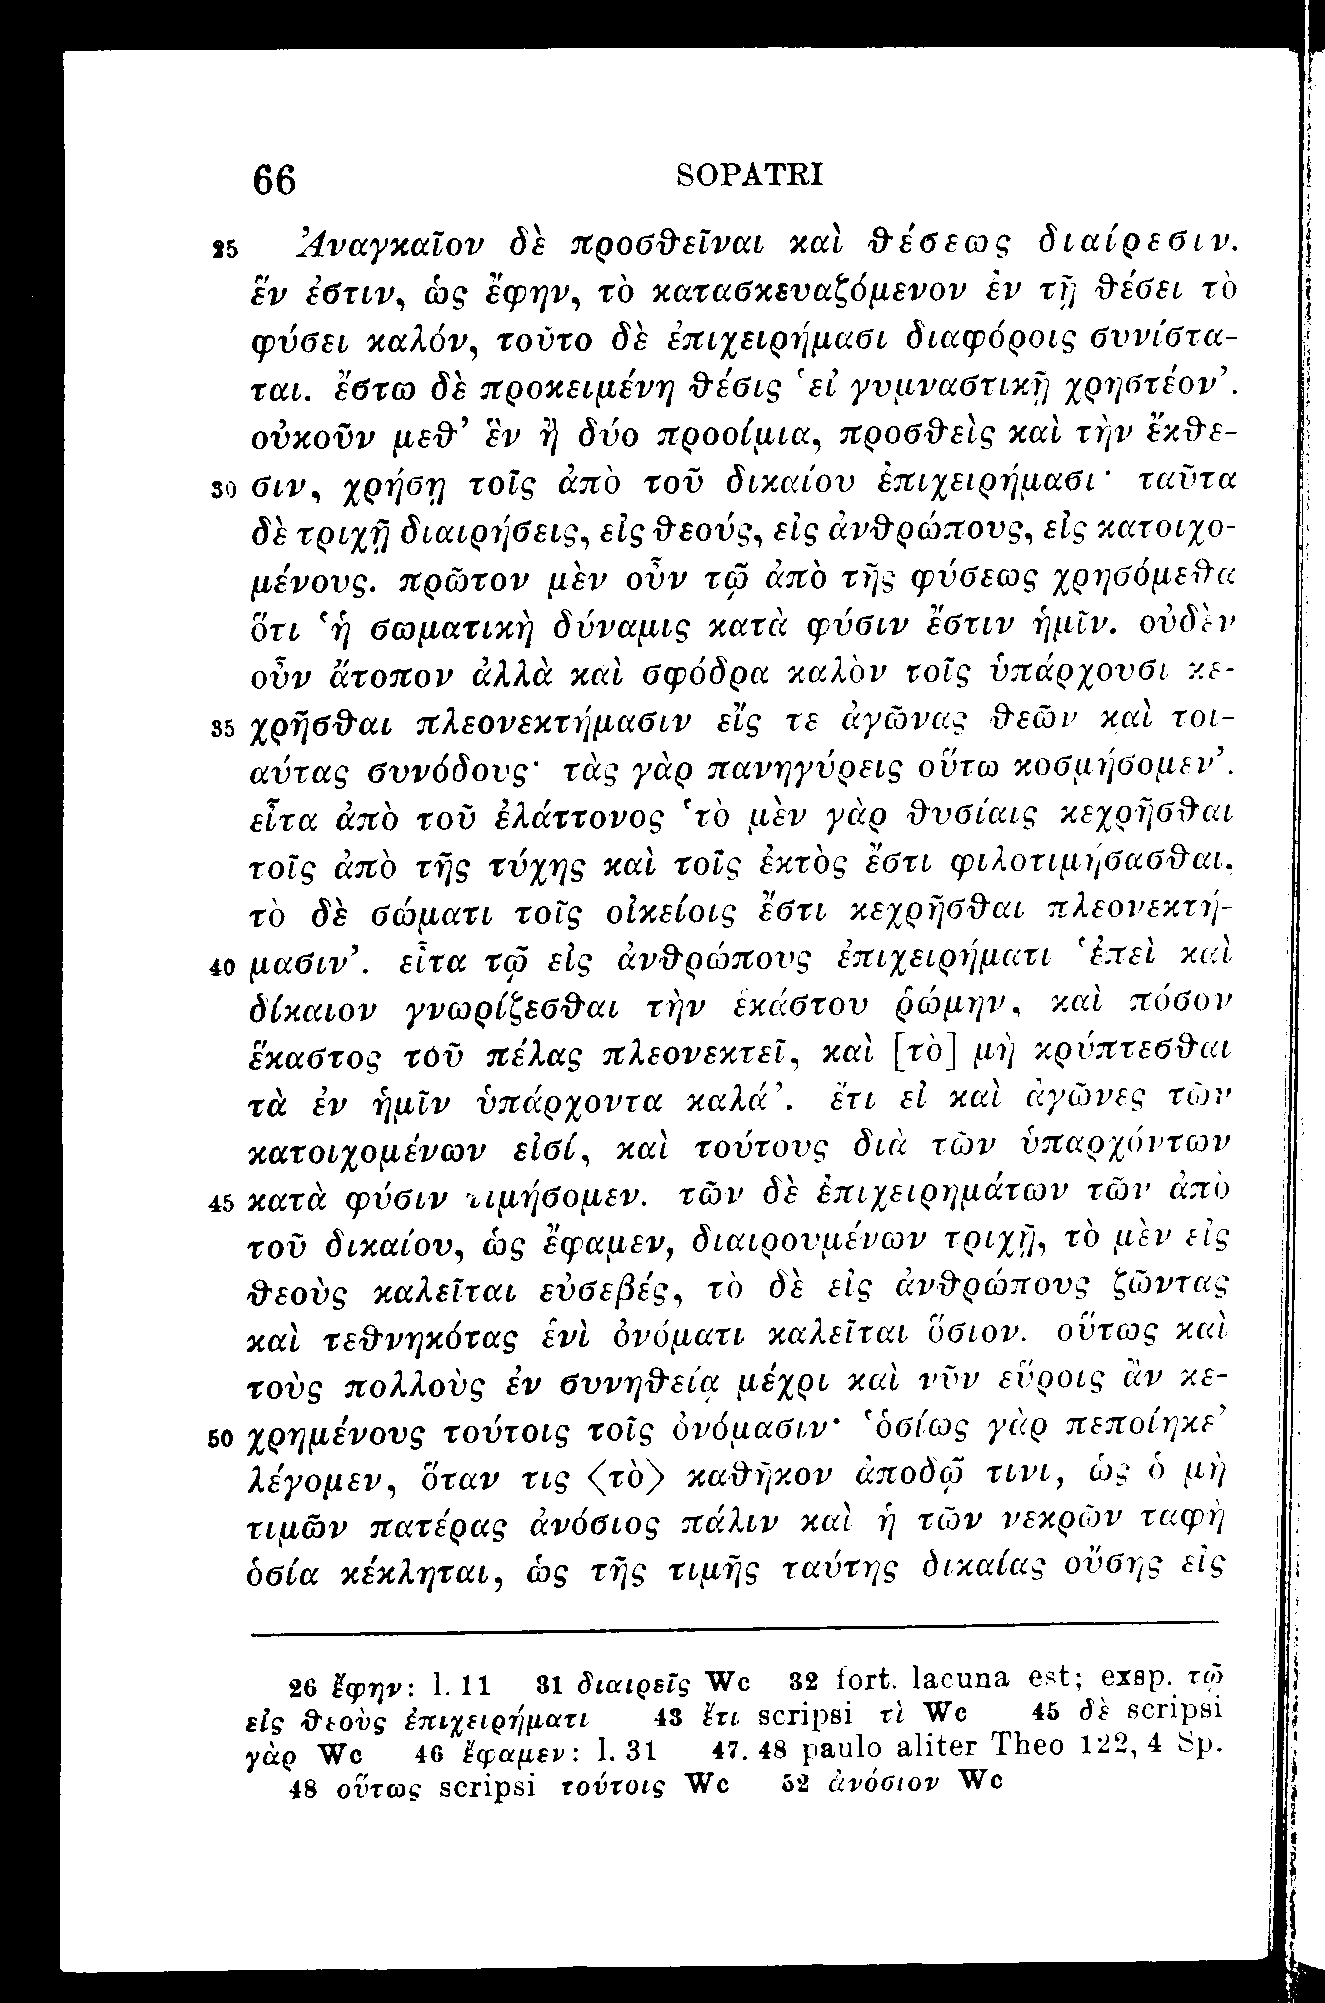 66 SOPATRI
25 Ἀναγκαῖον δὲ προσθεῖναι καὶ θέσεως διαίρεσιν.
ἕν ἐστιν, ὡς ἔφην, τὸ κατασκευαζόμενον ἐν τῇ θέσει τὸ
φύσει καλόν, τοῦτο δὲ ἐπιχειρήμασι διαφόροις συνίστα-
ται. ἔστω δὲ προκειμένη θέσις ‘εἰ γυμναστικῇ χρηστέον’.
οὐκοῦν μεθ’ ἓν ἢ δύο προοίμια, προσθεὶς καὶ τὴν ἔκθε-
30 σιν, χρήσῃ τοῖς ἀπὸ τοῦ δικαίου ἐπιχειρήμασι· ταῦτα
δὲ τριχῇ διαιρήσεις, εἰς θεούς, εἰς ἀνθρώπους, εἰς κατοιχο-
μένους. πρῶτον μὲν οὖν τῷ ἀπὸ τῆς φύσεως χρησόμεθα
ὅτι ‘ἡ σωματικὴ δύναμις κατὰ φύσιν ἔστιν ἡμῖν. οὐδὲν
οὖν ἄτοπον ἀλλὰ καὶ σφόδρα καλὸν τοῖς ὑπάρχουσι κε-
35 χρῆσθαι πλεονεκτήμασιν εἴς τε ἀγῶνας θεῶν καὶ τοι-
αύτας συνόδους· τὰς γὰρ πανηγύρεις οὕτω κοσμήσομεν’.
εἶτα ἀπὸ τοῦ ἐλάττονος ‘τὸ μὲν γὰρ θυσίαις κεχρῆσθαι
τοῖς ἀπὸ τῆς τύχης καὶ τοῖς ἐκτὸς ἔστι φιλοτιμήσασθαι,
τὸ δὲ σώματι τοῖς οἰκείοις ἔστι κεχρῆσθαι πλεονεκτή-
40 μασιν’. εἶτα τῷ εἰς ἀνθρώπους ἐπιχειρήματι ‘ἐπεὶ καὶ
δίκαιον γνωρίζεσθαι τὴν ἑκάστου ῥώμην, καὶ πόσον
ἕκαστος τοῦ πέλας πλεονεκτεῖ, καὶ [τὸ] μὴ κρύπτεσθαι
τὰ ἐν ἡμῖν ὑπάρχοντα καλά’. ἔτι εἰ καὶ ἀγῶνες τῶν
κατοιχομένων εἰσί, καὶ τούτους διὰ τῶν ὑπαρχόντων
45 κατὰ φύσιν τιμήσομεν. τῶν δὲ ἐπιχειρημάτων τῶν ἀπὸ
τοῦ δικαίου, ὡς ἔφαμεν, διαιρουμένων τριχῇ, τὸ μὲν εἰς
θεοὺς καλεῖται εὐσεβές, τὸ δὲ εἰς ἀνθρώπους ζῶντας
καὶ τεθνηκότας ἑνὶ ὀνόματι καλεῖται ὅσιον. οὕτως καὶ
τοὺς πολλοὺς ἐν συνηθείᾳ μέχρι καὶ νῦν εὕροις ἂν κε-
50 χρημένους τούτοις τοῖς ὀνόμασιν· ‘ὁσίως γὰρ πεποίηκε’
λέγομεν, ὅταν τις ⟨τὸ⟩ καθῆκον ἀποδῷ τινι, ὡς ὁ μὴ
τιμῶν πατέρας ἀνόσιος πάλιν καὶ ἡ τῶν νεκρῶν ταφὴ
ὁσία κέκληται, ὡς τῆς τιμῆς ταύτης δικαίας οὔσης εἰς
26 ἔφην: l. 11 31 διαιρεῖς Wc 32 fort. lacuna est; exsp. τῷ
εἰς θεοὺς ἐπιχειρήματι 43 ἔτι scripsi τὶ Wc 45 δὲ scripsi
γὰρ Wc 46 ἔφαμεν: l. 31 47. 48 paulo aliter Theo 122, 4 Sp.
48 οὕτως scripsi τούτοις Wc 52 ἀνόσιον Wc